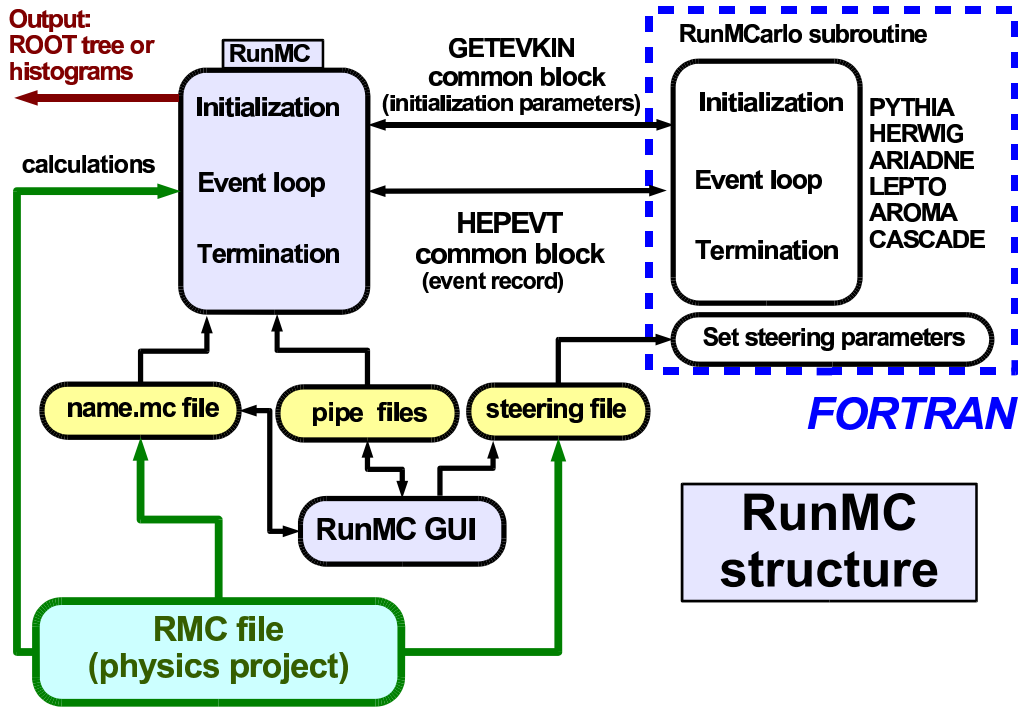 Output:
ROOT tree or
histograms
RunMC
Initialization
Event loop
Termination
calculations
GETEVKIN
common block
(initialization parameters)
HEPEVT
common block
(event record)
RunMCarlo subroutine
Initialization
Event loop
Termination
PYTHIA
HERWIG
ARIADNE
LEPTO
AROMA
CASCADE
Set steering parameters
FORTRAN
name.mc file
pipe files
steering file
RunMC GUI
RunMC
structure
RMC file
(physics project)